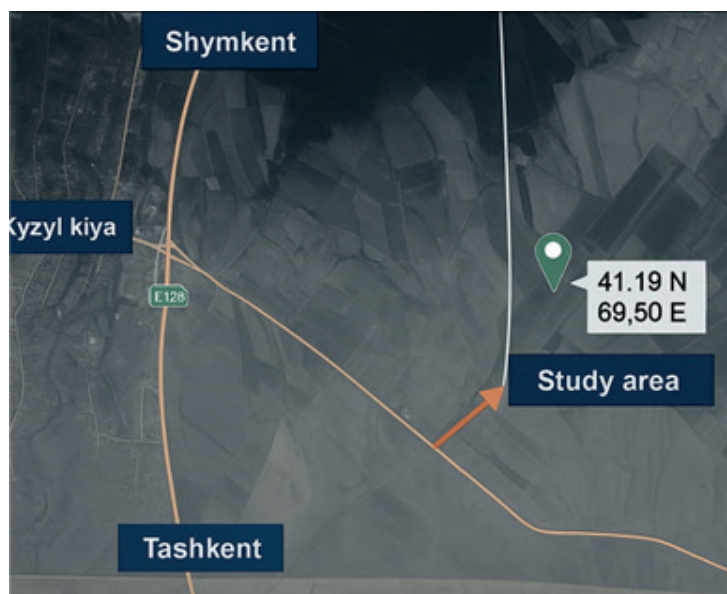 Shymkent
Kyzyl kiya
41.19 N
69,50 E
E128
Study area
Tashkent